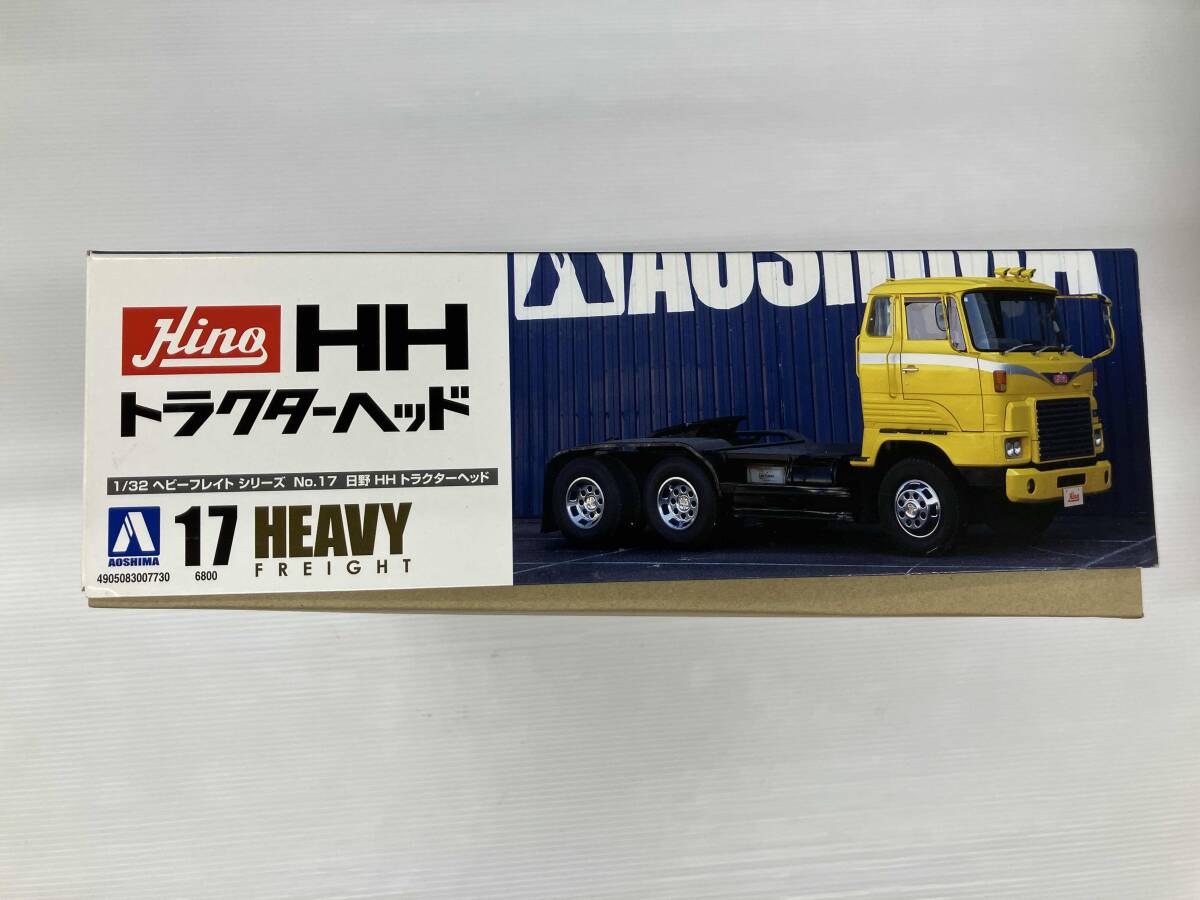 Hino HH
トラクターヘッド
1/32 ヘビーフレイト シリーズ No.17 日野 HH トラクターヘッド
AOSHIMA
17 HEAVY
FREIGHT
4905083007730 6800
AOSHIMA
Hino